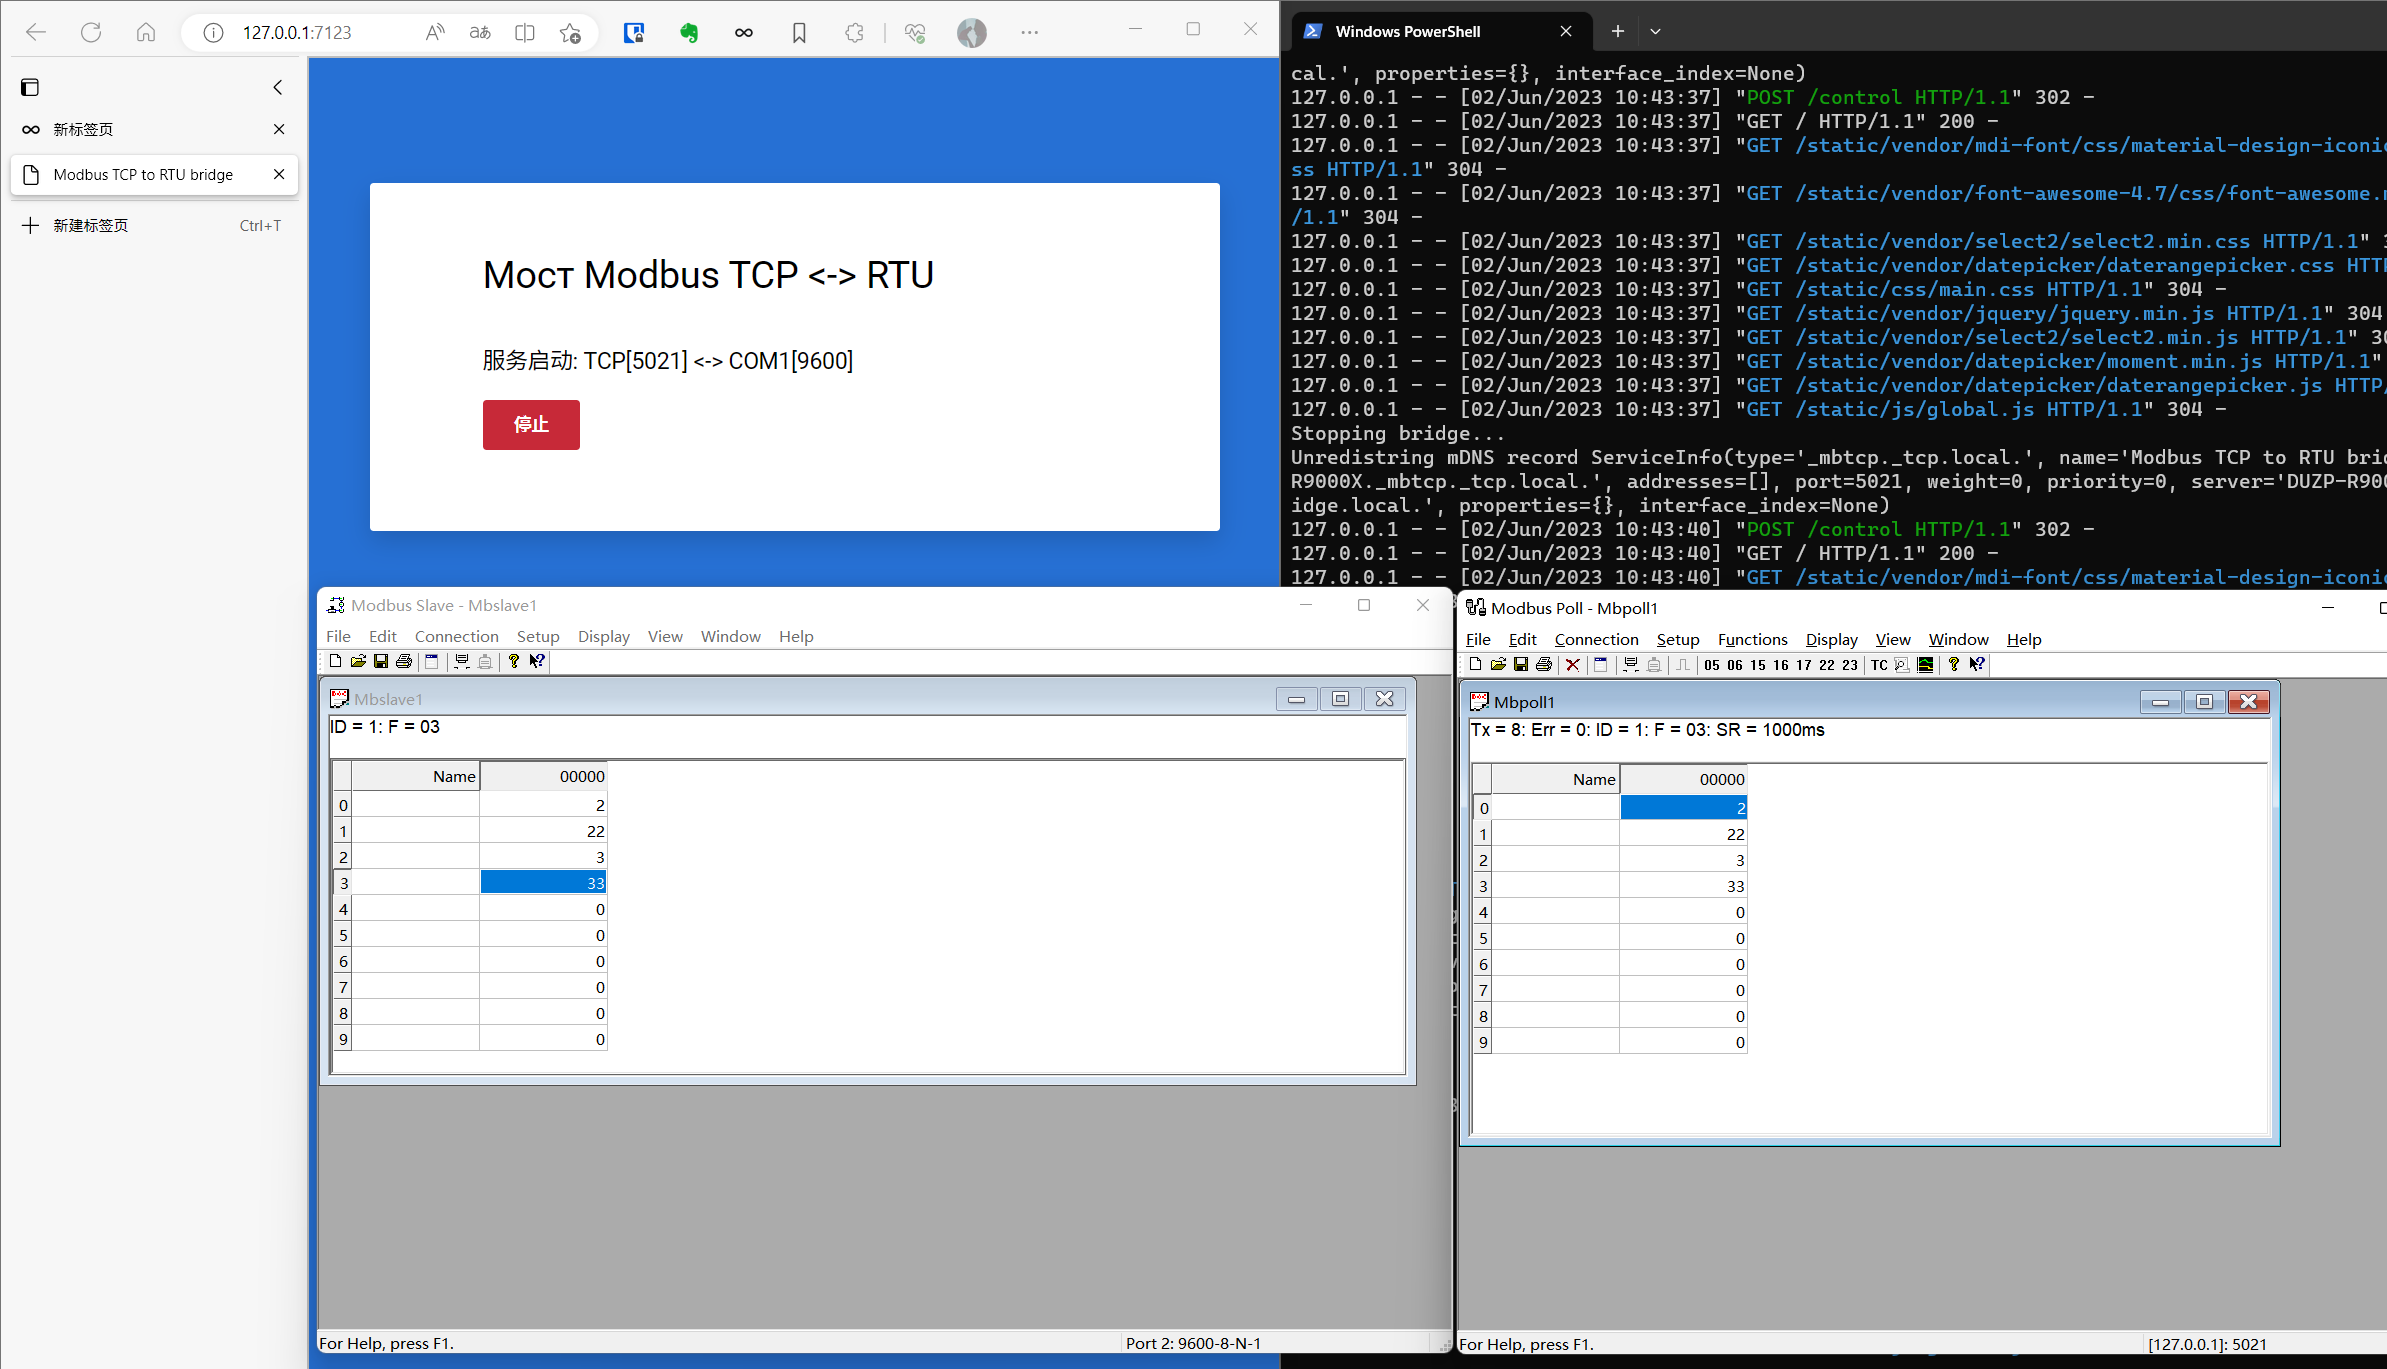 127.0.0.1:7123
新标签页
Modbus TCP to RTU bridge
新建标签页 Ctrl+T
Мост Modbus TCP <-> RTU
服务启动: TCP[5021] <-> COM1[9600]
停止
Windows PowerShell
cal.', properties={}, interface_index=None)
127.0.0.1 - - [02/Jun/2023 10:43:37] "POST /control HTTP/1.1" 302 -
127.0.0.1 - - [02/Jun/2023 10:43:37] "GET / HTTP/1.1" 200 -
127.0.0.1 - - [02/Jun/2023 10:43:37] "GET /static/vendor/mdi-font/css/material-design-iconic
ss HTTP/1.1" 304 -
127.0.0.1 - - [02/Jun/2023 10:43:37] "GET /static/vendor/font-awesome-4.7/css/font-awesome.
/1.1" 304 -
127.0.0.1 - - [02/Jun/2023 10:43:37] "GET /static/vendor/select2/select2.min.css HTTP/1.1"
127.0.0.1 - - [02/Jun/2023 10:43:37] "GET /static/vendor/datepicker/daterangepicker.css HTT
127.0.0.1 - - [02/Jun/2023 10:43:37] "GET /static/css/main.css HTTP/1.1" 304 -
127.0.0.1 - - [02/Jun/2023 10:43:37] "GET /static/vendor/jquery/jquery.min.js HTTP/1.1" 304
127.0.0.1 - - [02/Jun/2023 10:43:37] "GET /static/vendor/select2/select2.min.js HTTP/1.1" 30
127.0.0.1 - - [02/Jun/2023 10:43:37] "GET /static/vendor/datepicker/moment.min.js HTTP/1.1"
127.0.0.1 - - [02/Jun/2023 10:43:37] "GET /static/vendor/datepicker/daterangepicker.js HTTP/
127.0.0.1 - - [02/Jun/2023 10:43:37] "GET /static/js/global.js HTTP/1.1" 304 -
Stopping bridge...
Unredistring mDNS record ServiceInfo(type='_mbtcp._tcp.local.', name='Modbus TCP to RTU bri
R9000X._mbtcp._tcp.local.', addresses=[], port=5021, weight=0, priority=0, server='DUZP-R900
idge.local.', properties={}, interface_index=None)
127.0.0.1 - - [02/Jun/2023 10:43:40] "POST /control HTTP/1.1" 302 -
127.0.0.1 - - [02/Jun/2023 10:43:40] "GET / HTTP/1.1" 200 -
127.0.0.1 - - [02/Jun/2023 10:43:40] "GET /static/vendor/mdi-font/css/material-design-iconic
Modbus Slave - Mbslave1
File Edit Connection Setup Display View Window Help
Mbslave1
ID = 1: F = 03
Name 00000
0 2
1 22
2 3
3 33
4 0
5 0
6 0
7 0
8 0
9 0
For Help, press F1.
Port 2: 9600-8-N-1
Modbus Poll - Mbpoll1
File Edit Connection Setup Functions Display View Window Help
05 06 15 16 17 22 23 TC
Mbpoll1
Tx = 8: Err = 0: ID = 1: F = 03: SR = 1000ms
Name 00000
0 2
1 22
2 3
3 33
4 0
5 0
6 0
7 0
8 0
9 0
For Help, press F1.
[127.0.0.1]: 5021